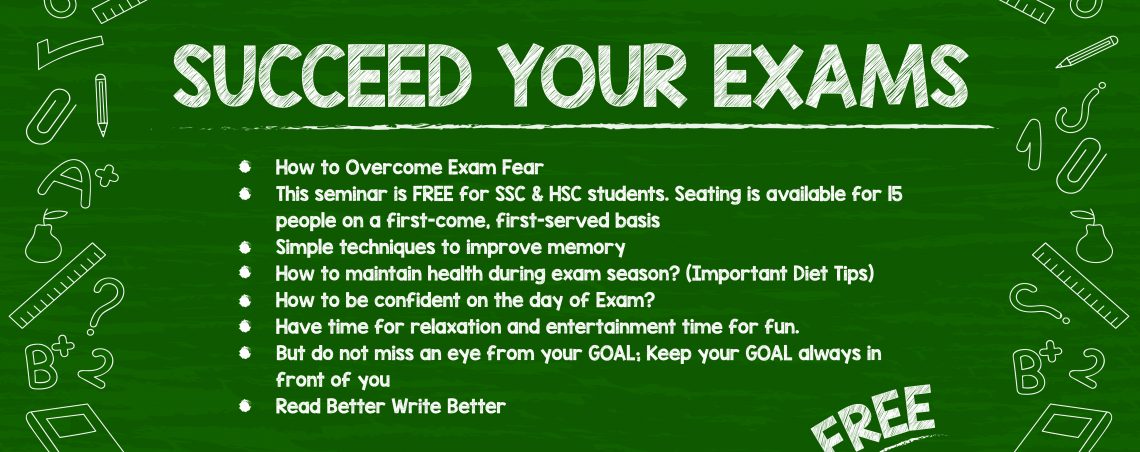 SUCCEED YOUR EXAMS
How to Overcome Exam Fear
This seminar is FREE for SSC & HSC students. Seating is available for 15
people on a first-come, first-served basis
Simple techniques to improve memory
How to maintain health during exam season? (Important Diet Tips)
How to be confident on the day of Exam?
Have time for relaxation and entertainment time for fun.
But do not miss an eye from your GOAL; Keep your GOAL always in
front of you
Read Better Write Better
FREE
1
A+
?
?
B+ 2
B+ 2